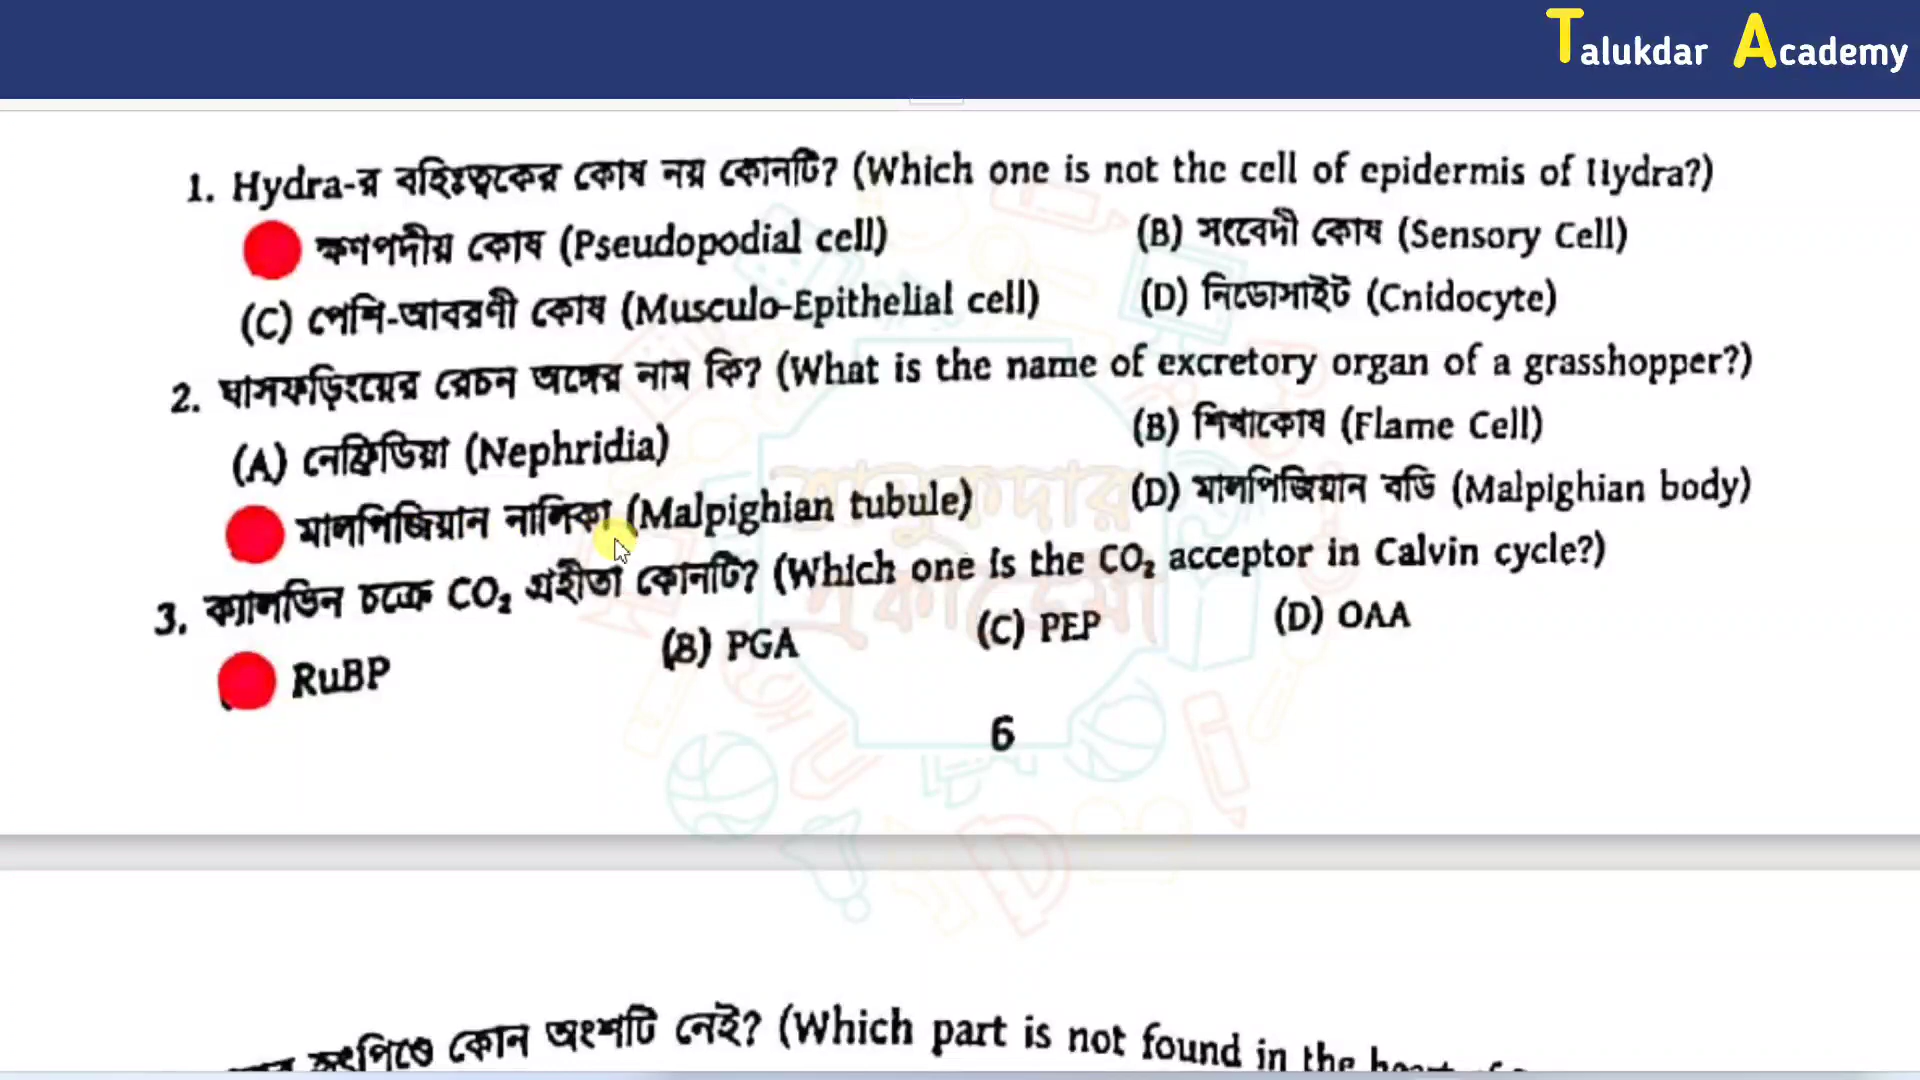 Talukdar Academy
1. Hydra-র বহিঃত্বকের কোষ নয় কোনটি? (Which one is not the cell of epidermis of Hydra?)
ক্ষণপদীয় কোষ (Pseudopodial cell) (B) সংবেদী কোষ (Sensory Cell)
(C) পেশি-আবরণী কোষ (Musculo-Epithelial cell) (D) নিডোসাইট (Cnidocyte)
2. ঘাসফড়িংয়ের রেচন অঙ্গের নাম কি? (What is the name of excretory organ of a grasshopper?)
(A) নেফ্রিডিয়া (Nephridia) (B) শিখাকোষ (Flame Cell)
মালপিজিয়ান নালিকা (Malpighian tubule) (D) মালপিজিয়ান বডি (Malpighian body)
3. ক্যালভিন চক্রে CO₂ গ্রহীতা কোনটি? (Which one is the CO₂ acceptor in Calvin cycle?)
RuBP (B) PGA (C) PEP (D) OAA
6
কোন অংশটি নেই? (Which part is not found in the